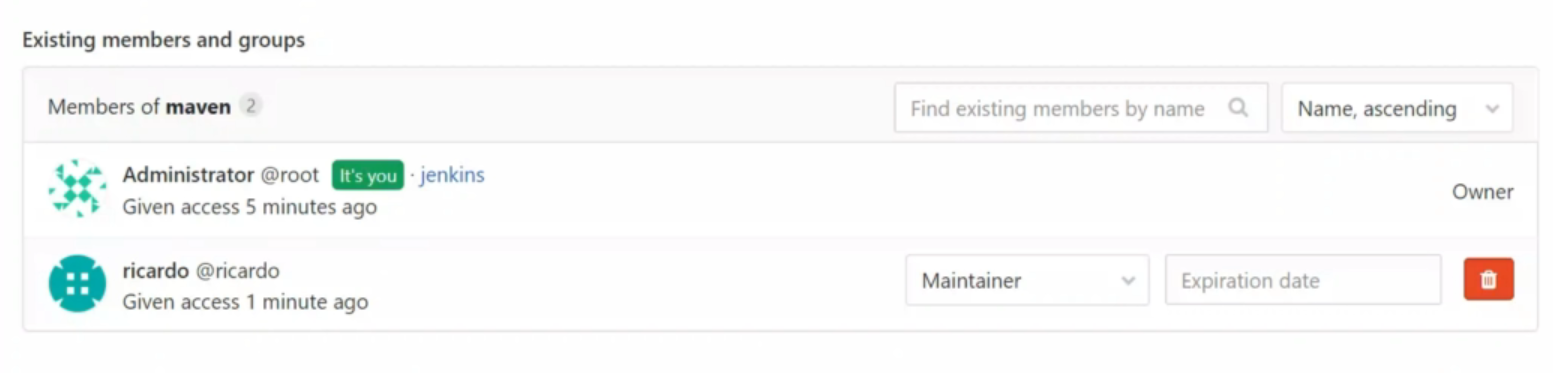 Existing members and groups
Members of maven 2
Find existing members by name
Name, ascending
Administrator @root It's you · jenkins
Given access 5 minutes ago
Owner
ricardo @ricardo
Given access 1 minute ago
Maintainer
Expiration date